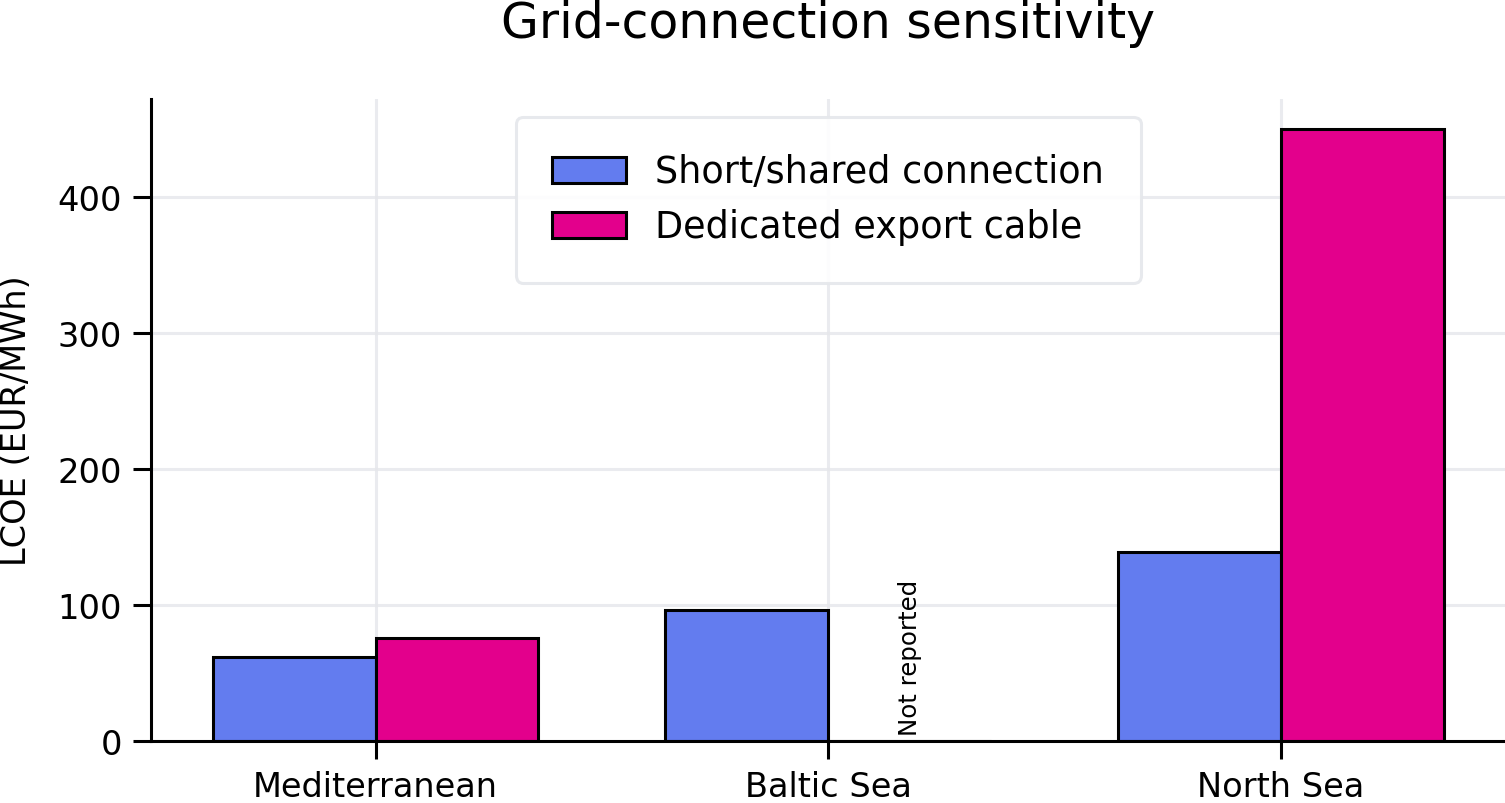 Grid-connection sensitivity
LCOE (EUR/MWh)
400
300
200
100
0
Short/shared connection
Dedicated export cable
Not reported
Mediterranean
Baltic Sea
North Sea